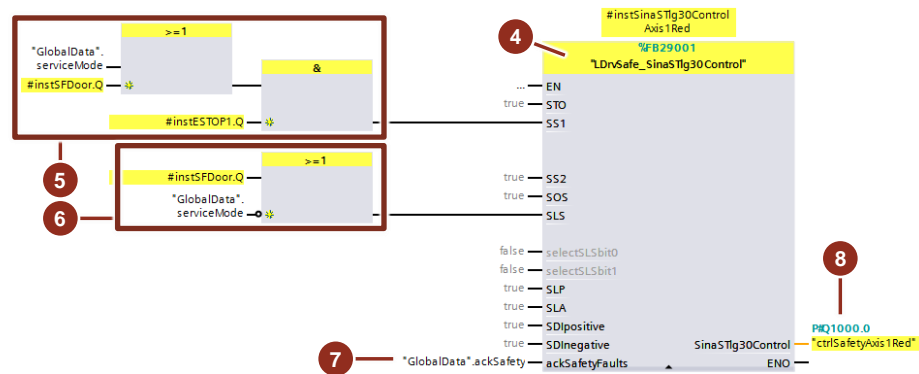 #instSinaSTlg30Control
Axis1Red
4
%FB29001
"LDrvSafe_SinaSTlg30Control"
>=1
"GlobalData".
serviceMode
#instSFDoor.Q
&
#instESTOP1.Q
5
... EN
true STO
SS1
>=1
#instSFDoor.Q
"GlobalData".
serviceMode
6
true SS2
true SOS
SLS
false selectSLSbit0
false selectSLSbit1
true SLP
true SLA
true SDIpositive
true SDInegative
7
"GlobalData".ackSafety ackSafetyFaults
8
P#Q1000.0
SinaSTlg30Control "ctrlSafetyAxis1Red"
ENO